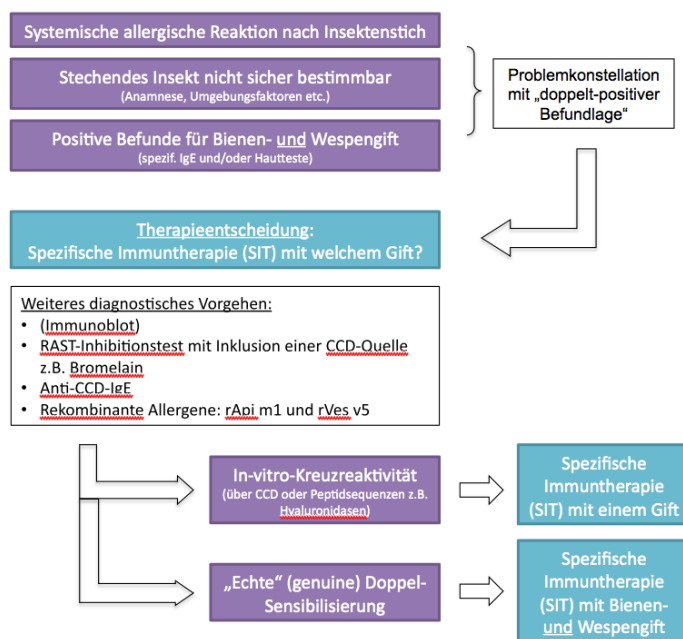 Systemische allergische Reaktion nach Insektenstich
Stechendes Insekt nicht sicher bestimmbar
(Anamnese, Umgebungsfaktoren etc.)
Positive Befunde für Bienen- und Wespengift
(spezif. IgE und/oder Hautteste)
Problemkonstellation
mit „doppelt-positiver
Befundlage“
Therapieentscheidung:
Spezifische Immuntherapie (SIT) mit welchem Gift?
Weiteres diagnostisches Vorgehen:
• (Immunoblot)
• RAST-Inhibitionstest mit Inklusion einer CCD-Quelle
z.B. Bromelain
• Anti-CCD-IgE
• Rekombinante Allergene: rApi m1 und rVes v5
In-vitro-Kreuzreaktivität
(über CCD oder Peptidsequenzen z.B.
Hyaluronidasen)
Spezifische
Immuntherapie
(SIT) mit einem Gift
„Echte“ (genuine) Doppel-
Sensibilisierung
Spezifische
Immuntherapie
(SIT) mit Bienen-
und Wespengift